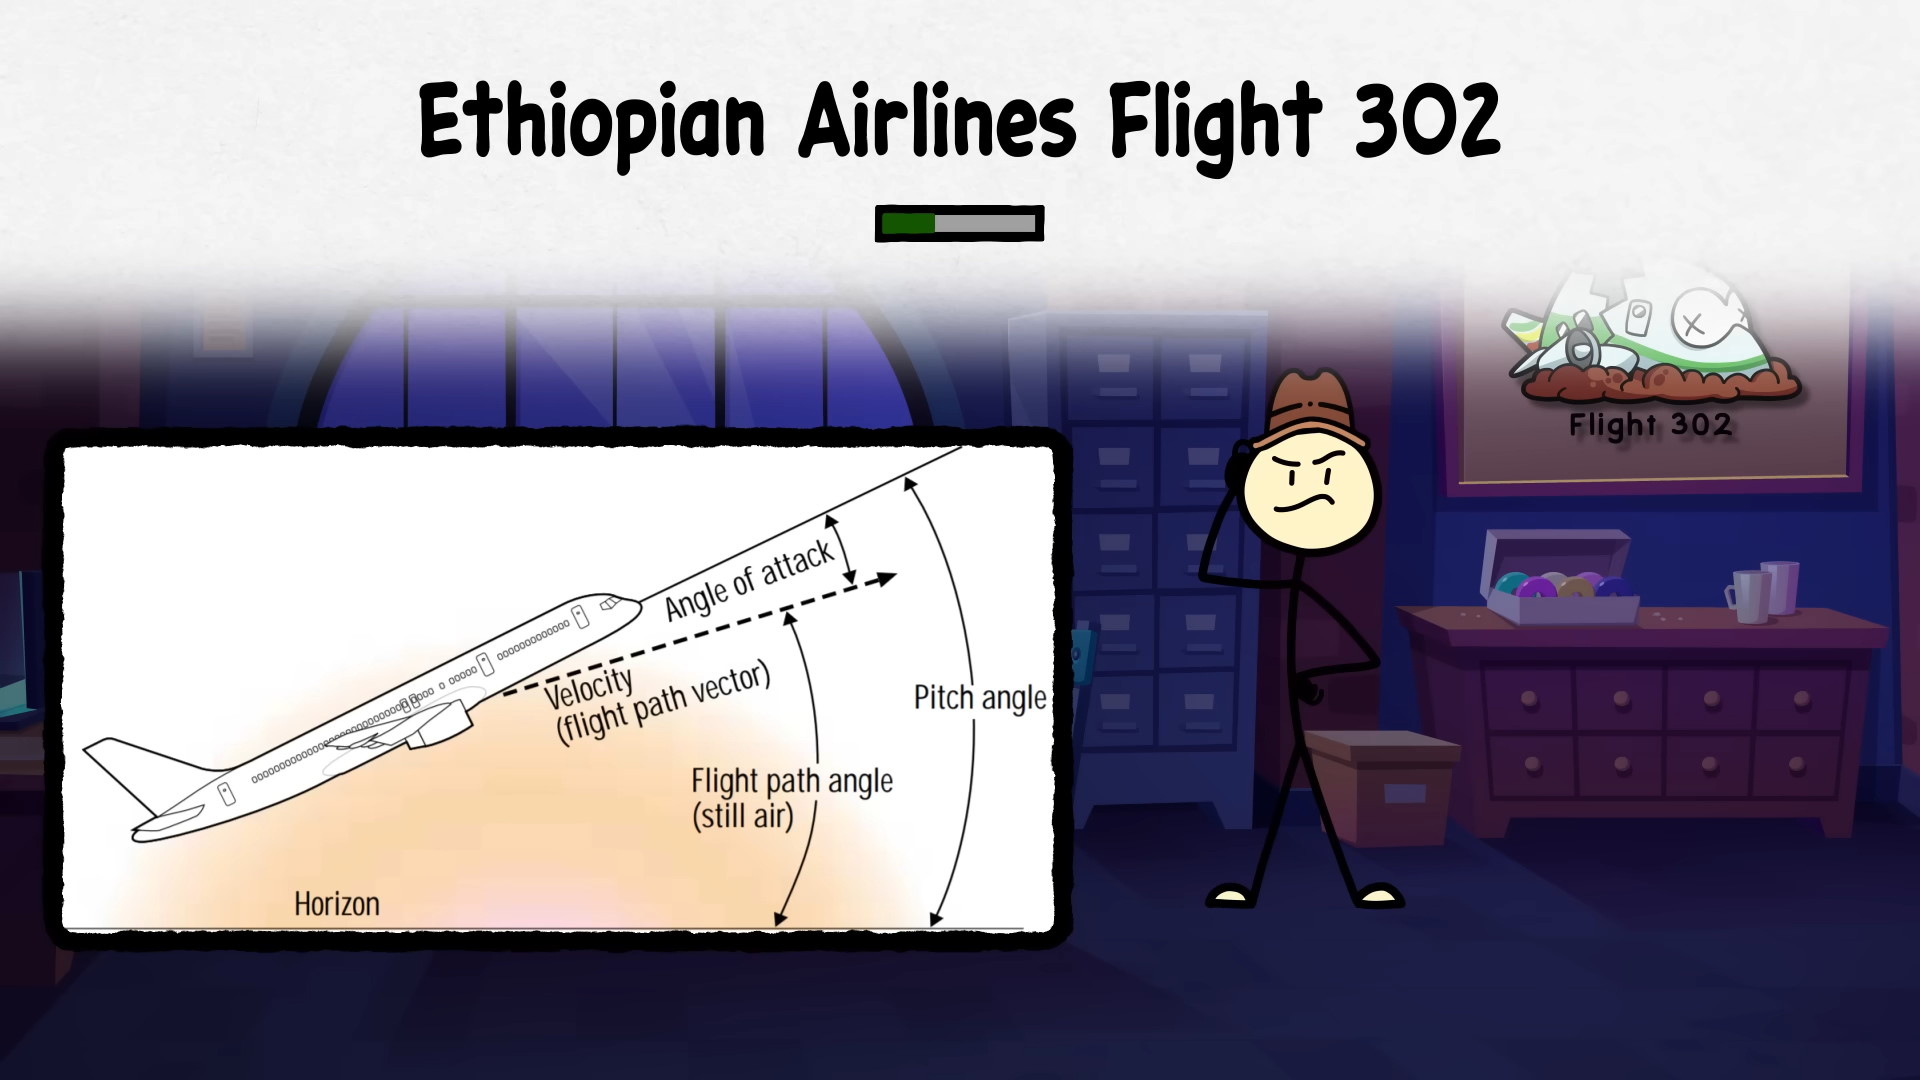 Ethiopian Airlines Flight 302
Flight 302
Angle of attack
Velocity
(flight path vector)
Pitch angle
Flight path angle
(still air)
Horizon